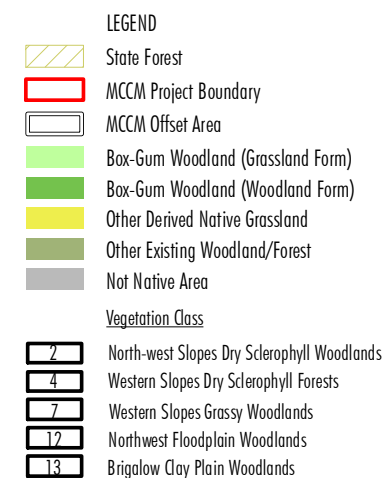 LEGEND
State Forest
MCCM Project Boundary
MCCM Offset Area
Box-Gum Woodland (Grassland Form)
Box-Gum Woodland (Woodland Form)
Other Derived Native Grassland
Other Existing Woodland/Forest
Not Native Area
Vegetation Class
2 North-west Slopes Dry Sclerophyll Woodlands
4 Western Slopes Dry Sclerophyll Forests
7 Western Slopes Grassy Woodlands
12 Northwest Floodplain Woodlands
13 Brigalow Clay Plain Woodlands